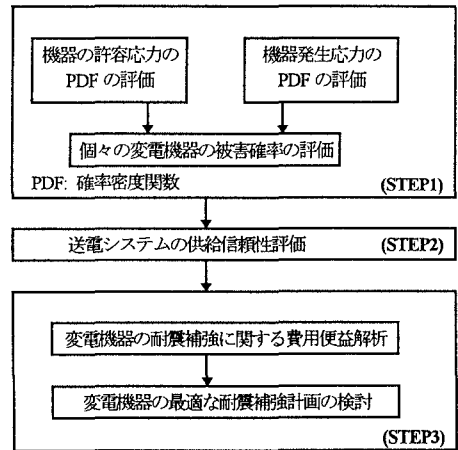 機器の許容応力の
PDF の評価
機器発生応力の
PDF の評価
個々の変電機器の被害確率の評価
PDF: 確率密度関数
(STEP1)
送電システムの供給信頼性評価
(STEP2)
変電機器の耐震補強に関する費用便益解析
変電機器の最適な耐震補強計画の検討
(STEP3)